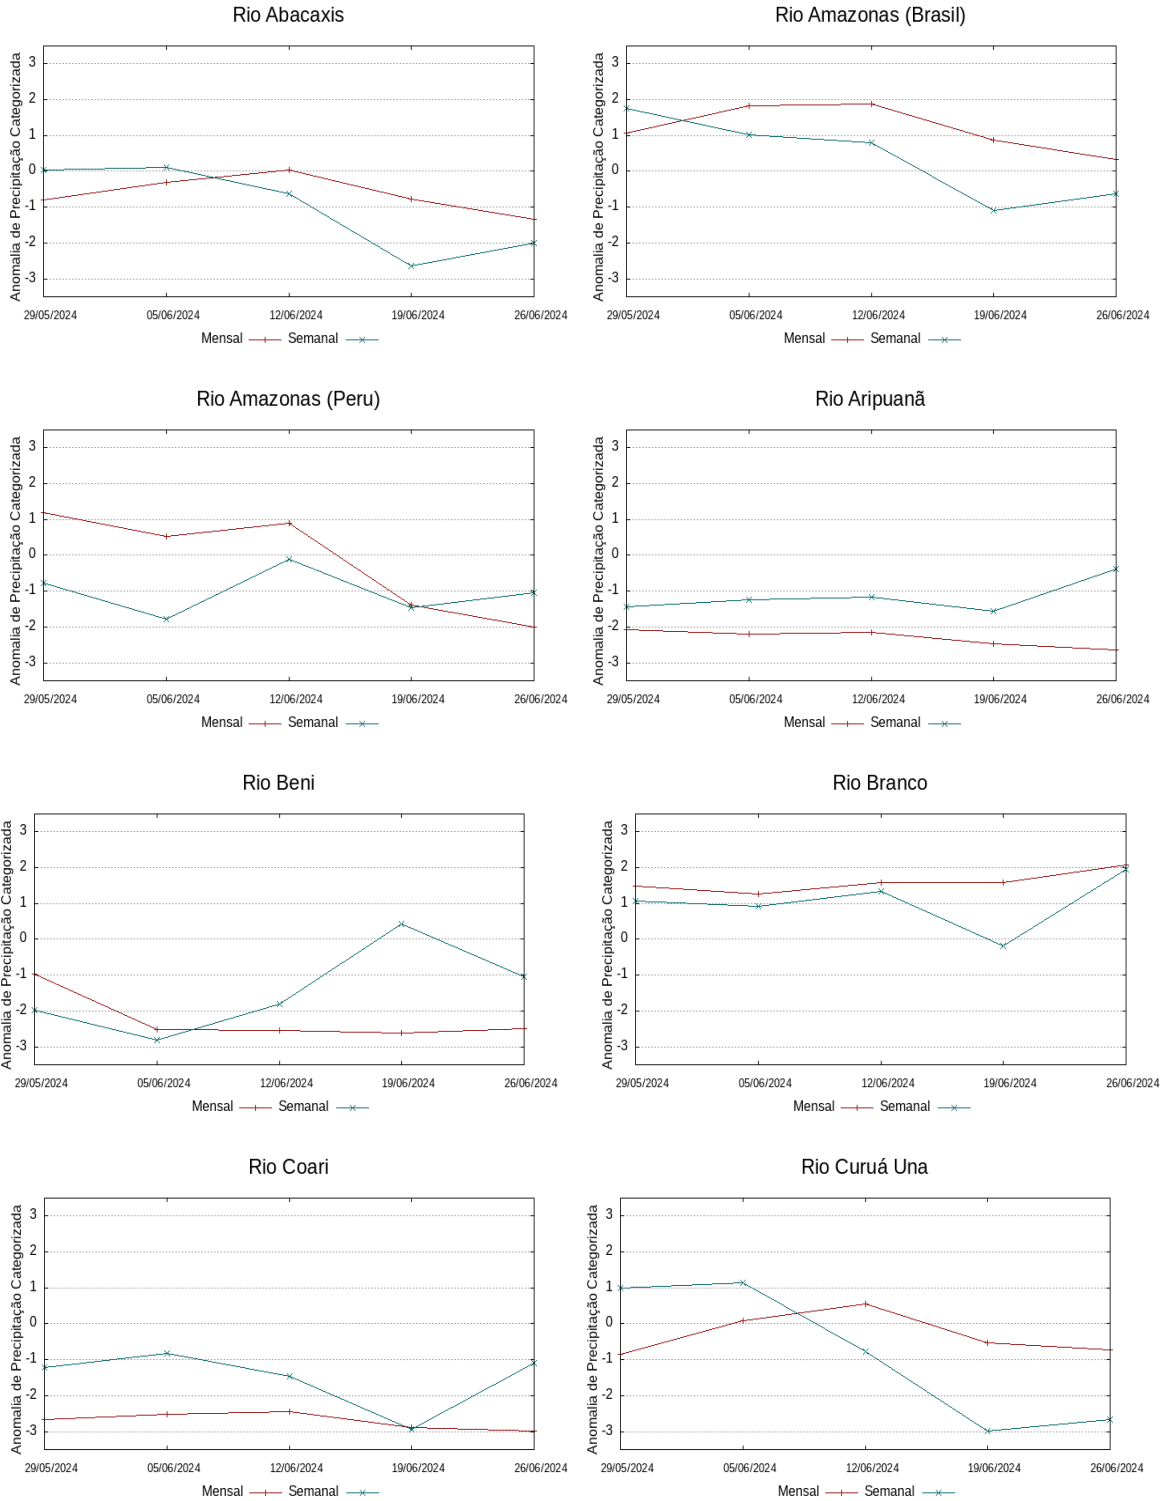 Rio Abacaxis
Anomalia de Precipitação Categorizada
3
2
1
0
-1
-2
-3
29/05/2024 05/06/2024 12/06/2024 19/06/2024 26/06/2024
Mensal Semanal
Rio Amazonas (Brasil)
Anomalia de Precipitação Categorizada
3
2
1
0
-1
-2
-3
29/05/2024 05/06/2024 12/06/2024 19/06/2024 26/06/2024
Mensal Semanal
Rio Amazonas (Peru)
Anomalia de Precipitação Categorizada
3
2
1
0
-1
-2
-3
29/05/2024 05/06/2024 12/06/2024 19/06/2024 26/06/2024
Mensal Semanal
Rio Aripuanã
Anomalia de Precipitação Categorizada
3
2
1
0
-1
-2
-3
29/05/2024 05/06/2024 12/06/2024 19/06/2024 26/06/2024
Mensal Semanal
Rio Beni
Anomalia de Precipitação Categorizada
3
2
1
0
-1
-2
-3
29/05/2024 05/06/2024 12/06/2024 19/06/2024 26/06/2024
Mensal Semanal
Rio Branco
Anomalia de Precipitação Categorizada
3
2
1
0
-1
-2
-3
29/05/2024 05/06/2024 12/06/2024 19/06/2024 26/06/2024
Mensal Semanal
Rio Coari
Anomalia de Precipitação Categorizada
3
2
1
0
-1
-2
-3
29/05/2024 05/06/2024 12/06/2024 19/06/2024 26/06/2024
Mensal Semanal
Rio Curuá Una
Anomalia de Precipitação Categorizada
3
2
1
0
-1
-2
-3
29/05/2024 05/06/2024 12/06/2024 19/06/2024 26/06/2024
Mensal Semanal